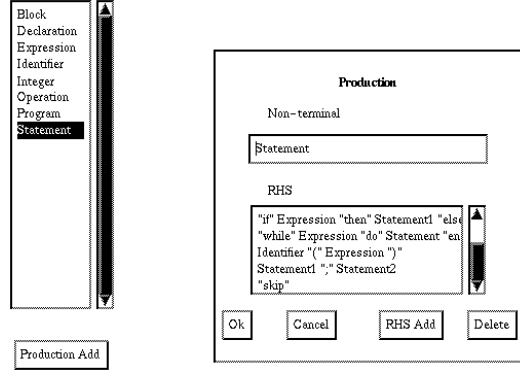 Block
Declaration
Expression
Identifier
Integer
Operation
Program
Statement
Production Add
Production
Non-terminal
Statement
RHS
"if" Expression "then" Statement1 "else
"while" Expression "do" Statement "en
Identifier "(" Expression ")"
Statement1 ";" Statement2
"skip"
Ok
Cancel
RHS Add
Delete